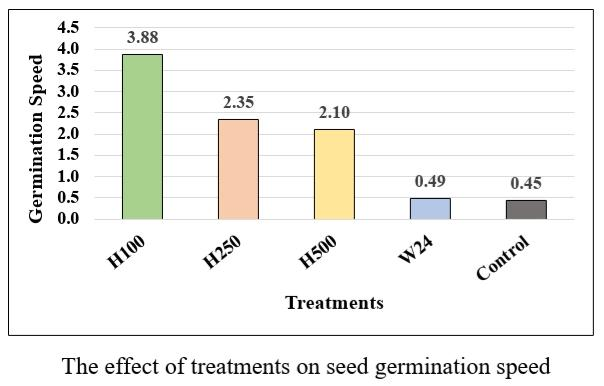 4.5
4.0
3.5
3.0
2.5
2.0
1.5
1.0
0.5
0.0
Germination Speed
3.88
2.35
2.10
0.49
0.45
H100
H250
H500
W24
Control
Treatments
The effect of treatments on seed germination speed